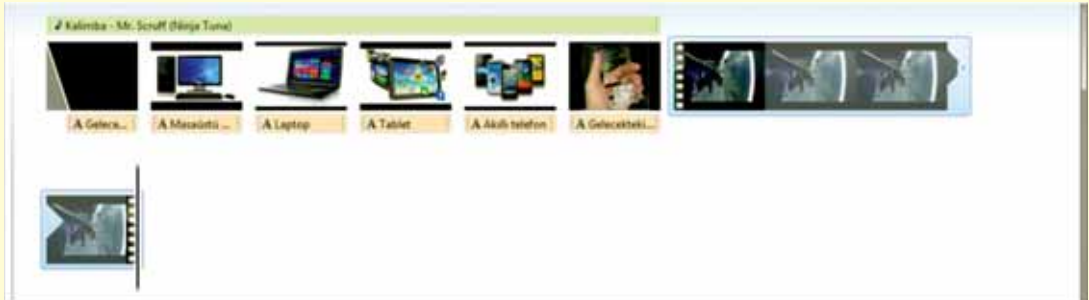 Kalimba - Mr. Scruff (Ninja Tuna)
A Gelece...
A Masaüstü ...
A Laptop
A Tablet
A Akıllı telefon
A Gelecekteki...